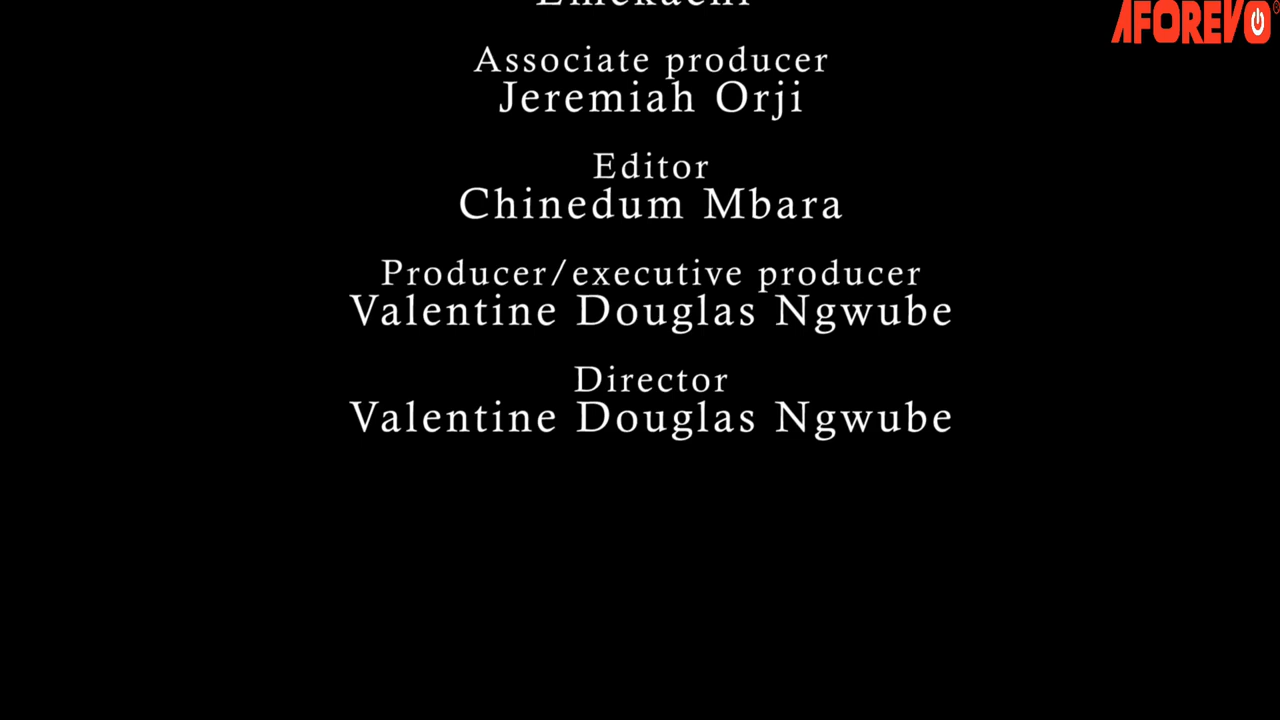 AFOREVO
Associate producer
Jeremiah Orji
Editor
Chinedum Mbara
Producer/executive producer
Valentine Douglas Ngwube
Director
Valentine Douglas Ngwube